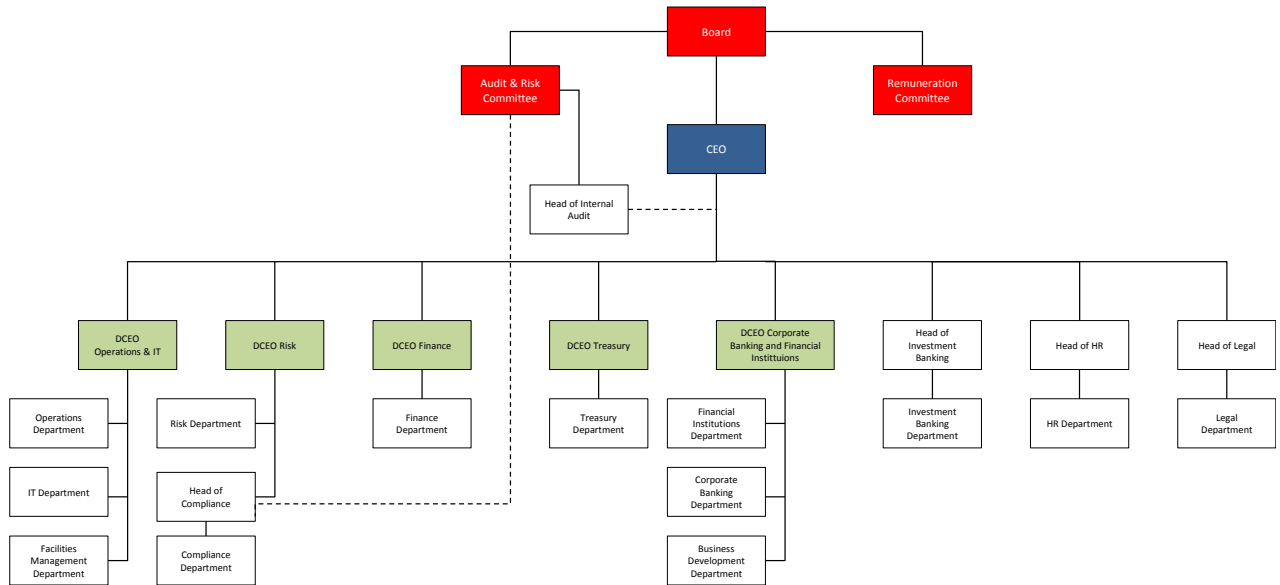 Board
Audit & Risk
Committee
Remuneration
Committee
CEO
Head of Internal
Audit
DCEO
Operations & IT
DCEO Risk
DCEO Finance
DCEO Treasury
DCEO Corporate
Banking and Financial
Instittuions
Head of
Investment
Banking
Head of HR
Head of Legal
Operations
Department
Risk Department
Finance
Department
Treasury
Department
Financial
Institutions
Department
Investment
Banking
Department
HR Department
Legal
Department
IT Department
Head of
Compliance
Corporate
Banking
Department
Facilities
Management
Department
Compliance
Department
Business
Development
Department